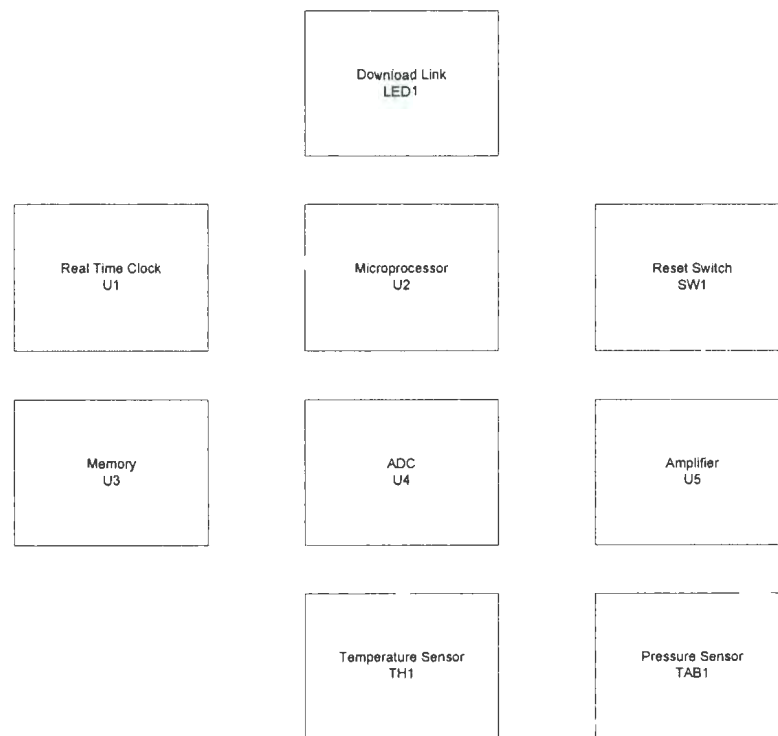 Download Link
LED1
Real Time Clock
U1
Microprocessor
U2
Reset Switch
SW1
Memory
U3
ADC
U4
Amplifier
U5
Temperature Sensor
TH1
Pressure Sensor
TAB1